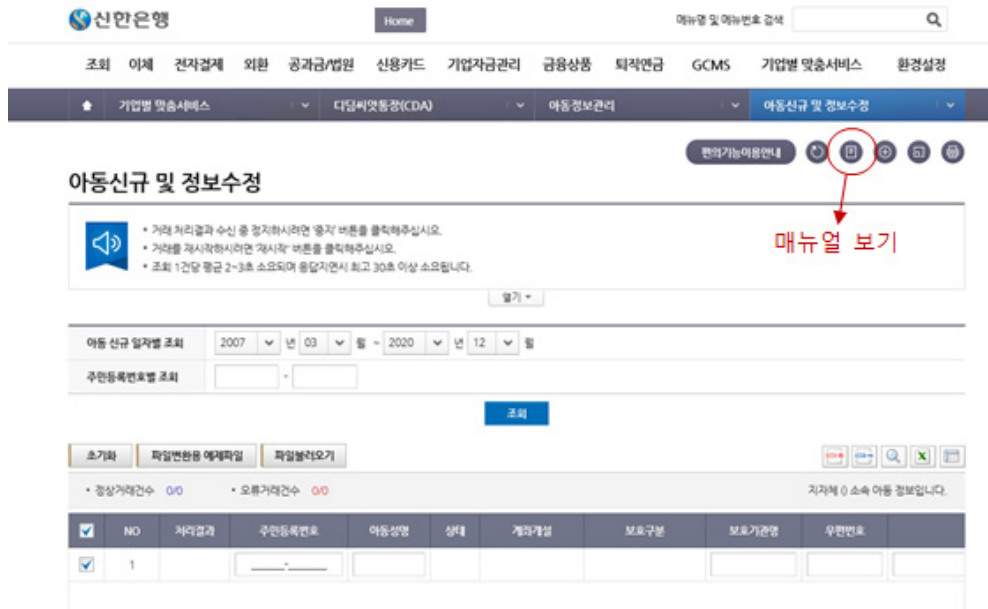 신한은행 Home 메뉴명 및 메뉴번호 검색
조회 이체 전자결제 외환 공과금/법원 신용카드 기업자금관리 금융상품 퇴직연금 GCMS 기업별 맞춤서비스 환경설정
기업별 맞춤서비스 디딤씨앗통장(CDA) 아동정보관리 아동신규 및 정보수정
편의기능이용안내
아동신규 및 정보수정
• 거래 처리결과 수신 중 정지하시려면 '중지' 버튼을 클릭해주십시오.
• 거래를 재시작하시려면 '재시작' 버튼을 클릭해주십시오.
• 조회 1건당 평균 2~3초 소요되며 응답지연시 최고 30초 이상 소요됩니다.
매뉴얼 보기
열기
아동 신규 일자별 조회 2007 년 03 월 ~ 2020 년 12 월
주민등록번호별 조회 -
조회
초기화 파일변환용 예제파일 파일불러오기
• 정상거래건수 0/0 • 오류거래건수 0/0 지자체 () 소속 아동 정보입니다.
NO 처리결과 주민등록번호 아동성명 상태 계좌개설 보호구분 보호기관명 우편번호
1 ______-_______